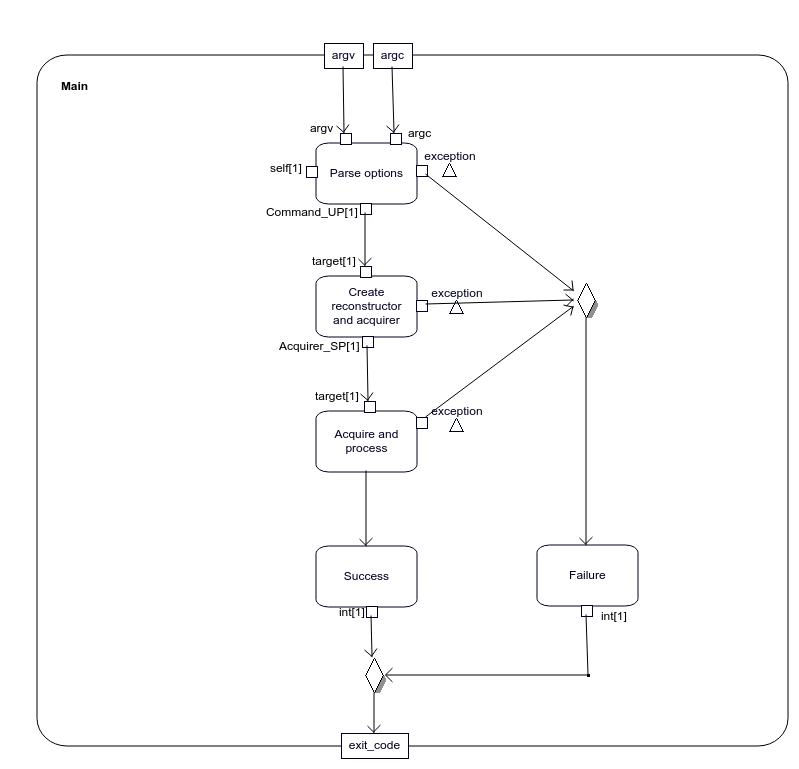 argv
argc
Main
argv
argc
exception
self[1]
Parse options
Command_UP[1]
target[1]
exception
Create
reconstructor
and acquirer
Acquirer_SP[1]
target[1]
exception
Acquire and
process
Success
Failure
int[1]
int[1]
exit_code